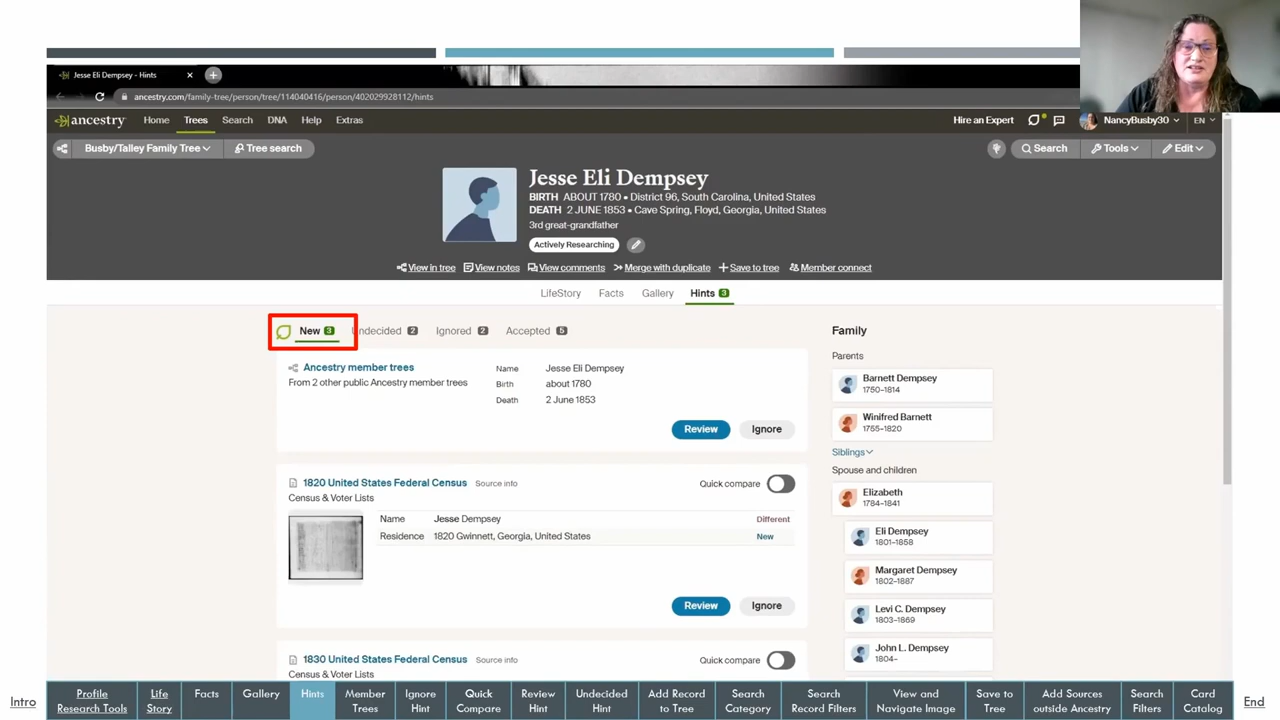 Jesse Eli Dempsey - Hints
ancestry.com/family-tree/person/tree/114040416/person/402029928112/hints
ancestry Home Trees Search DNA Help Extras Hire an Expert NancyBusby30 EN
Busby/Talley Family Tree Tree search Search Tools Edit
Jesse Eli Dempsey
BIRTH ABOUT 1780 • District 96, South Carolina, United States
DEATH 2 JUNE 1853 • Cave Spring, Floyd, Georgia, United States
3rd great-grandfather
Actively Researching
View in tree View notes View comments Merge with duplicate Save to tree Member connect
LifeStory Facts Gallery Hints 3
New 3 Undecided 2 Ignored 2 Accepted 5
Ancestry member trees
From 2 other public Ancestry member trees
Name Jesse Eli Dempsey
Birth about 1780
Death 2 June 1853
Review Ignore
1820 United States Federal Census Source info Quick compare
Census & Voter Lists
Name Jesse Dempsey Different
Residence 1820 Gwinnett, Georgia, United States New
Review Ignore
1830 United States Federal Census Source info Quick compare
Census & Voter Lists
Family
Parents
Barnett Dempsey
1750–1814
Winifred Barnett
1755–1820
Siblings
Spouse and children
Elizabeth
1784–1841
Eli Dempsey
1801–1858
Margaret Dempsey
1802–1887
Levi C. Dempsey
1803–1869
John L. Dempsey
1804–
Intro
Profile
Research Tools
Life
Story
Facts
Gallery
Hints
Member
Trees
Ignore
Hint
Quick
Compare
Review
Hint
Undecided
Hint
Add Record
to Tree
Search
Category
Search
Record Filters
View and
Navigate Image
Save to
Tree
Add Sources
outside Ancestry
Search
Filters
Card
Catalog
End